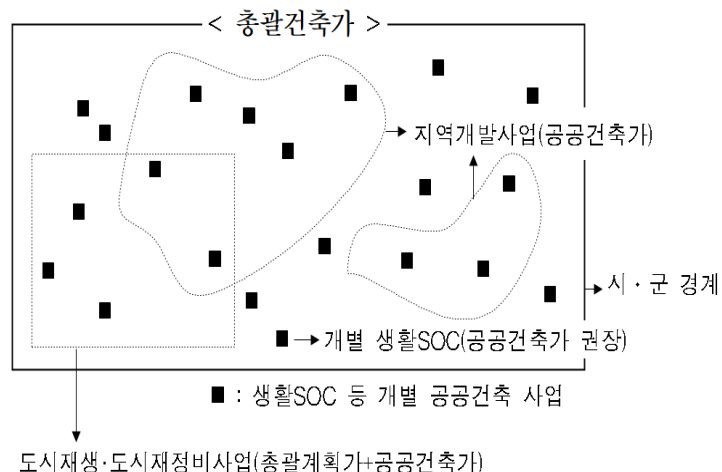 < 총괄건축가 >
지역개발사업(공공건축가)
시·군 경계
개별 생활SOC(공공건축가 권장)
■ : 생활SOC 등 개별 공공건축 사업
도시재생·도시재정비사업(총괄계획가+공공건축가)